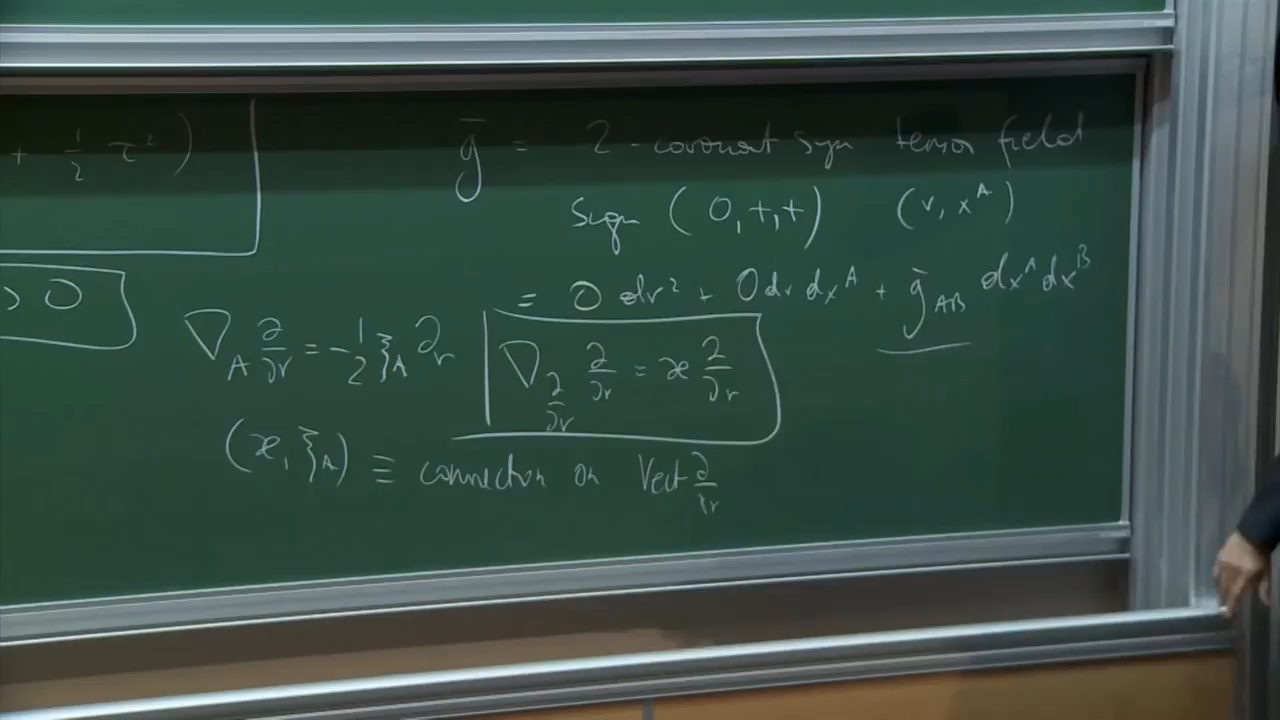 + ½ τ²)
> 0
ḡ = 2-covariant sym tensor field
Sign (0,+,+) (r, x^A)
= 0 dr² + 0 dr dx^A + ḡ_AB dx^A dx^B
∇_A ∂/∂r = -½ ξ_A ∂_r
∇_{∂/∂r} ∂/∂r = ϰ ∂/∂r
(ϰ, ξ_A) ≡ connection on Vect ∂/∂r